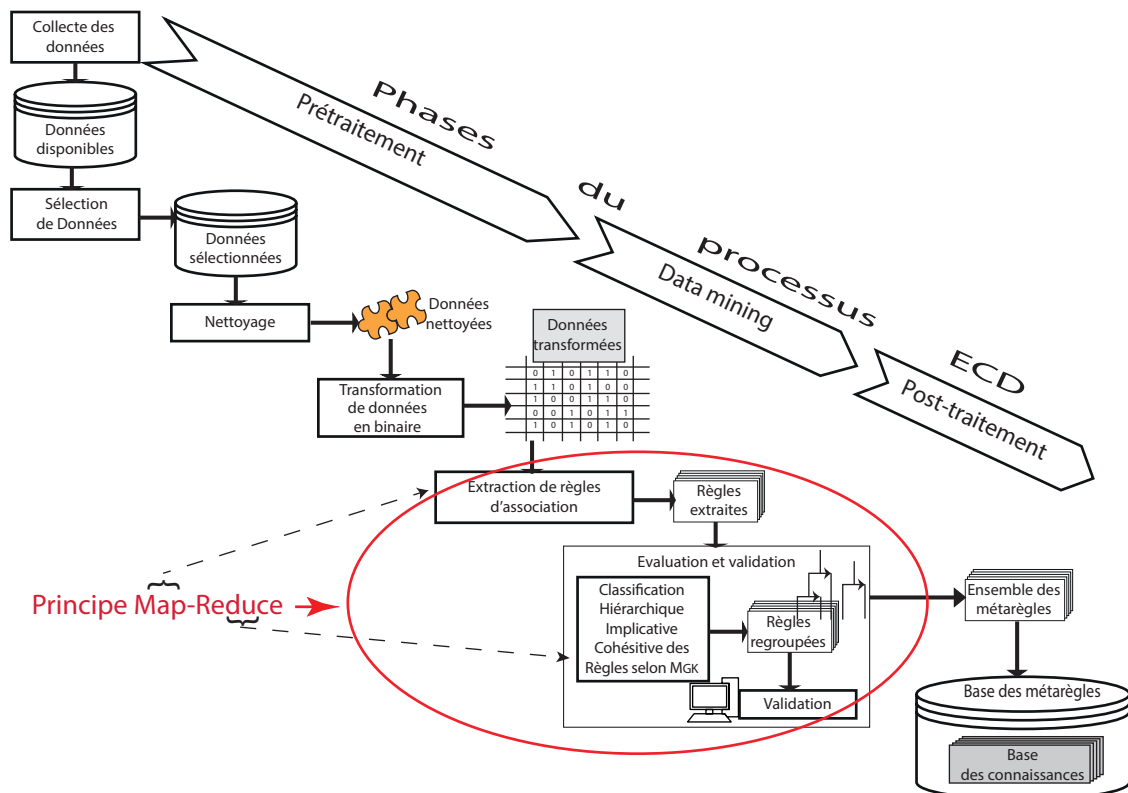 Collecte des
données
Données
disponibles
Sélection
de Données
Données
sélectionnées
Nettoyage
Données
nettoyées
Transformation
de données
en binaire
Données
transformées
0 1 0 1 1 0
1 1 0 0 1 0
1 0 1 0 1 0
0 0 1 0 1 1
0 1 0 1 1 0
Phases du processus ECD
Prétraitement
Data mining
Post-traitement
Extraction de règles
d'association
Règles
extraites
Principe Map-Reduce
Evaluation et validation
Classification
Hiérarchique
Implicative
Cohésitive des
Règles selon MGK
Règles
regroupées
Validation
Ensemble des
métarègles
Base des métarègles
Base
des connaissances